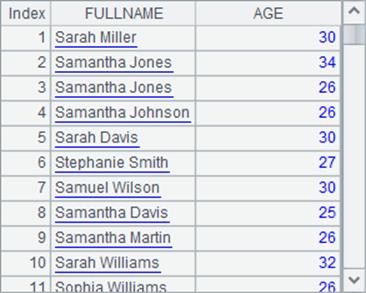 Index FULLNAME AGE
1 Sarah Miller 30
2 Samantha Jones 34
3 Samantha Jones 26
4 Samantha Johnson 26
5 Sarah Davis 30
6 Stephanie Smith 27
7 Samuel Wilson 30
8 Samantha Davis 25
9 Samantha Martin 26
10 Sarah Williams 32
11 Sophia Williams 26